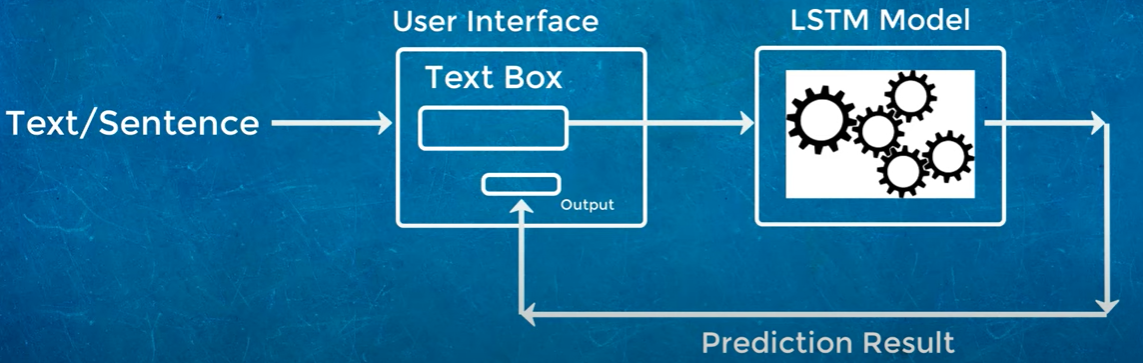 User Interface
LSTM Model
Text Box
Text/Sentence
Output
Prediction Result